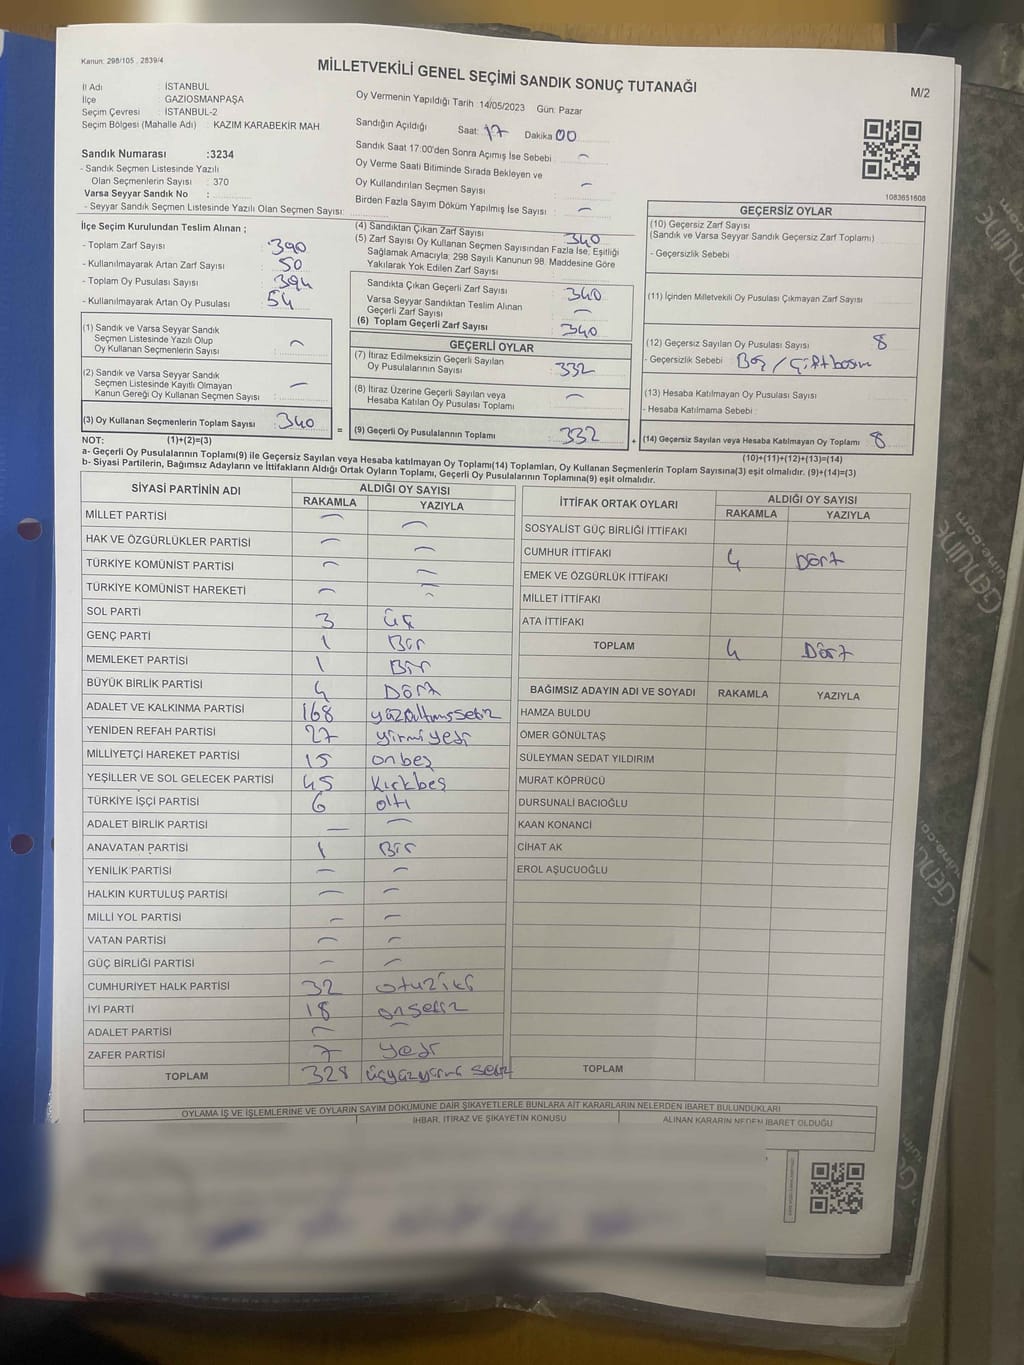 Kanun: 298/105 , 2839/4
MİLLETVEKİLİ GENEL SEÇİMİ SANDIK SONUÇ TUTANAĞI
M/2
İl Adı : İSTANBUL
İlçe GAZİOSMANPAŞA
Seçim Çevresi : İSTANBUL-2
Seçim Bölgesi (Mahalle Adı) : KAZIM KARABEKİR MAH
Oy Vermenin Yapıldığı Tarih 14/05/2023 Gün: Pazar
Sandığın Açıldığı Saat: 17 Dakika 00
Sandık Saat 17:00'den Sonra Açımış İse Sebebi : –
Oy Verme Saati Bitiminde Sırada Bekleyen ve
Oy Kullandırılan Seçmen Sayısı –
Birden Fazla Sayım Döküm Yapılmış İse Sayısı : –
1083651608
Sandık Numarası :3234
- Sandık Seçmen Listesinde Yazılı
Olan Seçmenlerin Sayısı : 370
Varsa Seyyar Sandık No :
- Seyyar Sandık Seçmen Listesinde Yazılı Olan Seçmen Sayısı:
İlçe Seçim Kurulundan Teslim Alınan ;
- Toplam Zarf Sayısı : 390
- Kullanılmayarak Artan Zarf Sayısı : 50
- Toplam Oy Pusulası Sayısı : 394
- Kullanılmayarak Artan Oy Pusulası : 54
(1) Sandık ve Varsa Seyyar Sandık
Seçmen Listesinde Yazılı Olup
Oy Kullanan Seçmenlerin Sayısı : –
(2) Sandık ve Varsa Seyyar Sandık
Seçmen Listesinde Kayıtlı Olmayan
Kanun Gereği Oy Kullanan Seçmen Sayısı : –
(3) Oy Kullanan Seçmenlerin Toplam Sayısı : 340
(4) Sandıktan Çıkan Zarf Sayısı : 340
(5) Zarf Sayısı Oy Kullanan Seçmen Sayısından Fazla İse, Eşitliği
Sağlamak Amacıyla; 298 Sayılı Kanunun 98. Maddesine Göre
Yakılarak Yok Edilen Zarf Sayısı :
Sandıkta Çıkan Geçerli Zarf Sayısı : 340
Varsa Seyyar Sandıktan Teslim Alınan
Geçerli Zarf Sayısı : –
(6) Toplam Geçerli Zarf Sayısı : 340
GEÇERLİ OYLAR
(7) İtiraz Edilmeksizin Geçerli Sayılan
Oy Pusulalarının Sayısı : 332
(8) İtiraz Üzerine Geçerli Sayılan veya
Hesaba Katılan Oy Pusulası Toplamı : –
= (9) Gerleli Oy Pusulalarının Toplamı : 332
GEÇERSİZ OYLAR
(10) Geçersiz Zarf Sayısı
(Sandık ve Varsa Seyyar Sandık Geçersiz Zarf Toplamı) :
- Geçersizlik Sebebi :
(11) İçinden Milletvekili Oy Pusulası Çıkmayan Zarf Sayısı :
(12) Geçersiz Sayılan Oy Pusulası Sayısı : 8
- Geçersizlik Sebebi : Boş / Çift basım
(13) Hesaba Katılmayan Oy Pusulası Sayısı :
- Hesaba Katılmama Sebebi :
+ (14) Geçersiz Sayılan veya Hesaba Katılmayan Oy Toplamı : 8
NOT: (1)+(2)=(3) (10)+(11)+(12)+(13)=(14)
a- Geçerli Oy Pusulalarının Toplamı(9) ile Geçersiz Sayılan veya Hesaba katılmayan Oy Toplamı(14) Toplamları, Oy Kullanan Seçmenlerin Toplam Sayısına(3) eşit olmalıdır. (9)+(14)=(3)
b- Siyasi Partilerin, Bağımsız Adayların ve İttifakların Aldığı Ortak Oyların Toplamı, Geçerli Oy Pusulalarının Toplamına(9) eşit olmalıdır.
SİYASİ PARTİNİN ADI ALDIĞI OY SAYISI
RAKAMLA YAZIYLA
MİLLET PARTİSİ – –
HAK VE ÖZGÜRLÜKLER PARTİSİ – –
TÜRKİYE KOMÜNİST PARTİSİ – –
TÜRKİYE KOMÜNİST HAREKETİ – –
SOL PARTİ 3 üç
GENÇ PARTİ 1 Bir
MEMLEKET PARTİSİ 1 Bir
BÜYÜK BİRLİK PARTİSİ 4 Dört
ADALET VE KALKINMA PARTİSİ 168 yüzaltmışsekiz
YENİDEN REFAH PARTİSİ 27 yirmiyedi
MİLLİYETÇİ HAREKET PARTİSİ 15 onbeş
YEŞİLLER VE SOL GELECEK PARTİSİ 45 Kırkbeş
TÜRKİYE İŞÇİ PARTİSİ 6 altı
ADALET BİRLİK PARTİSİ – –
ANAVATAN PARTİSİ 1 Bir
YENİLİK PARTİSİ – –
HALKIN KURTULUŞ PARTİSİ – –
MİLLİ YOL PARTİSİ – –
VATAN PARTİSİ – –
GÜÇ BİRLİĞİ PARTİSİ – –
CUMHURİYET HALK PARTİSİ 32 otuziki
İYİ PARTİ 18 onsekiz
ADALET PARTİSİ – –
ZAFER PARTİSİ 7 yedi
TOPLAM 328 üçyüzyirmi sekiz
İTTİFAK ORTAK OYLARI ALDIĞI OY SAYISI
RAKAMLA YAZIYLA
SOSYALİST GÜÇ BİRLİĞİ İTTİFAKI
CUMHUR İTTİFAKI 4 Dört
EMEK VE ÖZGÜRLÜK İTTİFAKI
MİLLET İTTİFAKI
ATA İTTİFAKI
TOPLAM 4 Dört
BAĞIMSIZ ADAYIN ADI VE SOYADI RAKAMLA YAZIYLA
HAMZA BULDU
ÖMER GÖNÜLTAŞ
SÜLEYMAN SEDAT YILDIRIM
MURAT KÖPRÜCÜ
DURSUNALİ BACIOĞLU
KAAN KONANCİ
CİHAT AK
EROL AŞUCUOĞLU
TOPLAM
OYLAMA İŞ VE İŞLEMLERİNE VE OYLARIN SAYIM DÖKÜMÜNE DAİR ŞİKAYETLERLE BUNLARA AİT KARARLARIN NELERDEN İBARET BULUNDUKLARI
İHBAR, İTİRAZ VE ŞİKAYETİN KONUSU ALINAN KARARIN NEDEN İBARET OLDUĞU